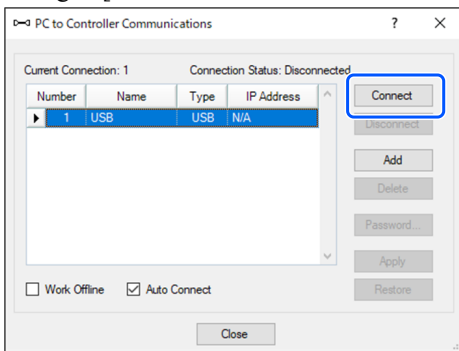 PC to Controller Communications
Current Connection: 1 Connection Status: Disconnected
Number Name Type IP Address
1 USB USB N/A
Connect
Disconnect
Add
Delete
Password...
Apply
Restore
Work Offline Auto Connect
Close